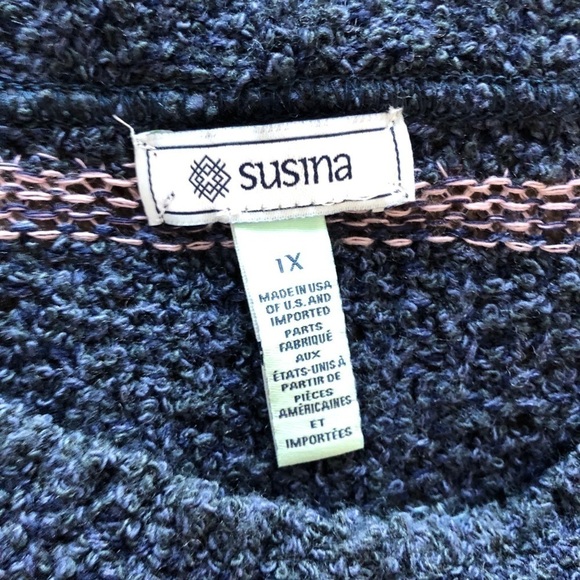 susina
1X
MADE IN USA
OF U.S. AND
IMPORTED
PARTS
FABRIQUÉ
AUX
ÉTATS-UNIS À
PARTIR DE
PIÈCES
AMÉRICAINES
ET
IMPORTÉES